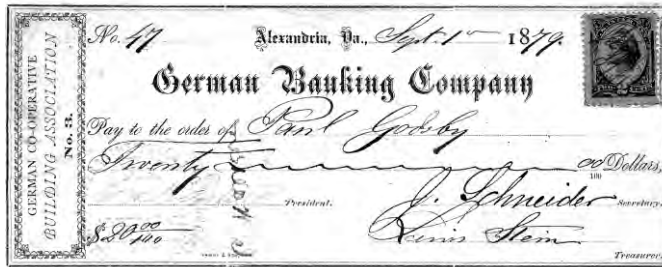 GERMAN CO-OPERATIVE
BUILDING ASSOCIATION
No. 3.
No. 47 Alexandria, Va., Sept. 1st 1879.
German Banking Company
Pay to the order of Paul Godsby
Twenty 00/100 Dollars,
President. J. Schneider Secretary.
$20 00/100 Louis Stein
Treasurer.